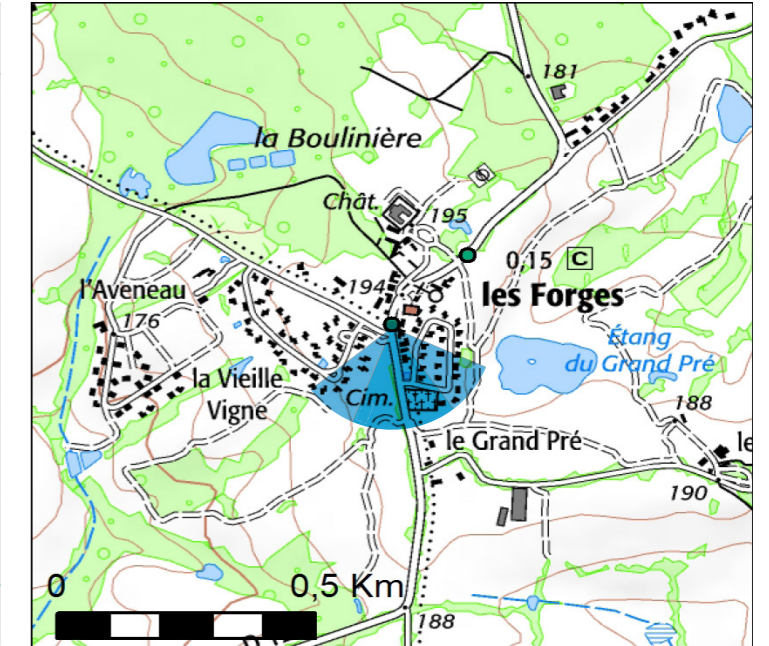 181
la Boulinière
Chât.
195
0.15 C
194
les Forges
l'Aveneau
176
Étang
du Grand Pré
la Vieille
Vigne
Cim.
188
le Grand Pré
le
190
0
0,5 Km
188